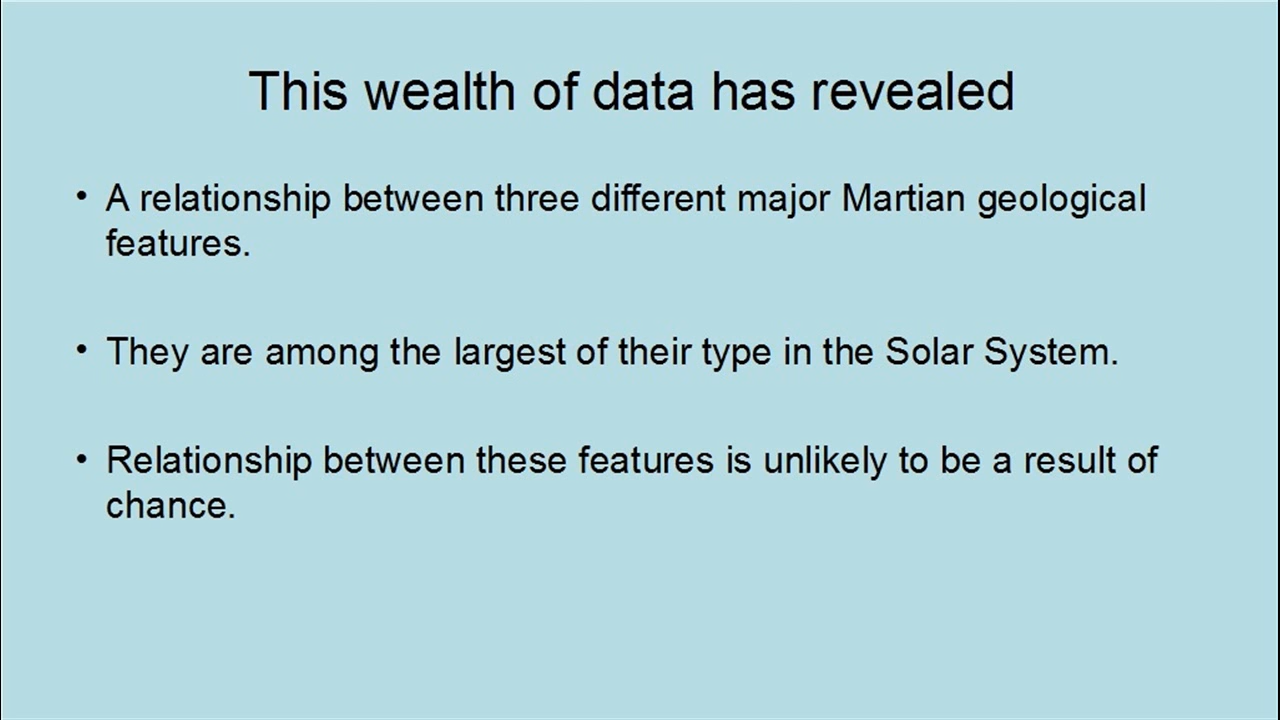 This wealth of data has revealed
• A relationship between three different major Martian geological
features.
• They are among the largest of their type in the Solar System.
• Relationship between these features is unlikely to be a result of
chance.